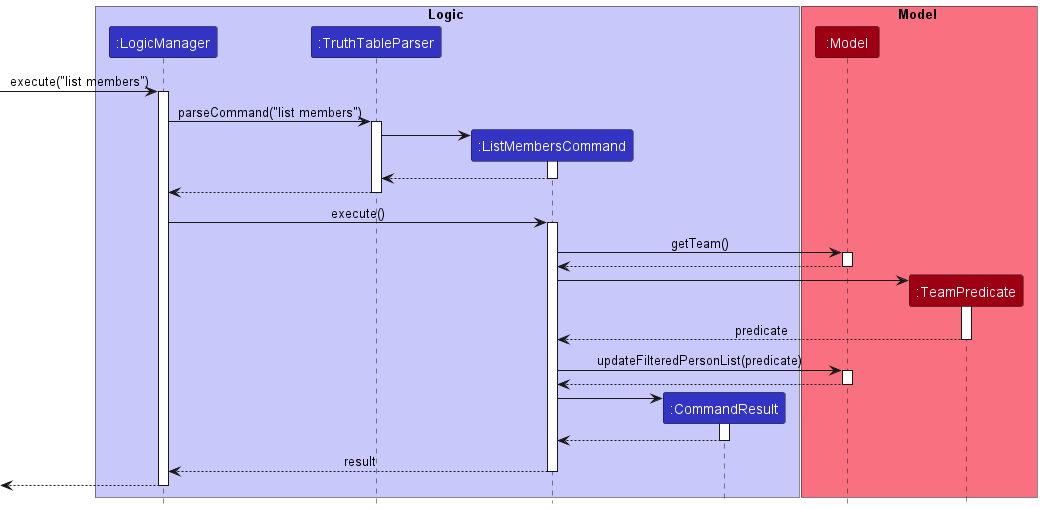 Logic
Model
:LogicManager
:TruthTableParser
:Model
execute("list members")
parseCommand("list members")
:ListMembersCommand
execute()
getTeam()
:TeamPredicate
predicate
updateFilteredPersonList(predicate)
:CommandResult
result